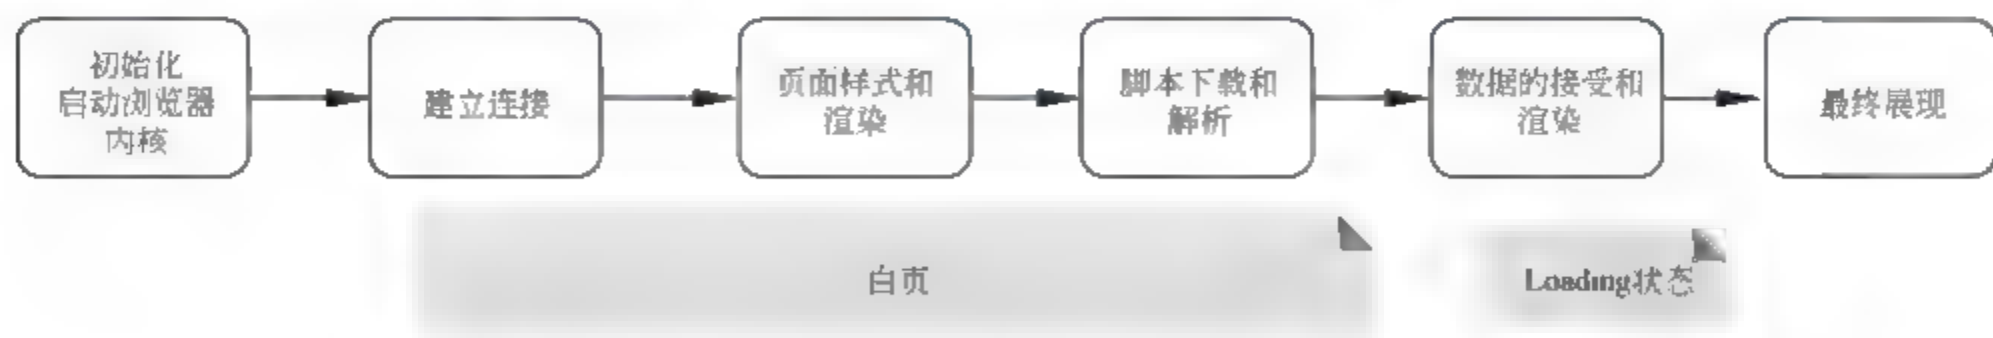 初始化
启动浏览器
内核
建立连接
页面样式和
渲染
脚本下载和
解析
数据的接受和
渲染
最终展现
白页
Loading状态